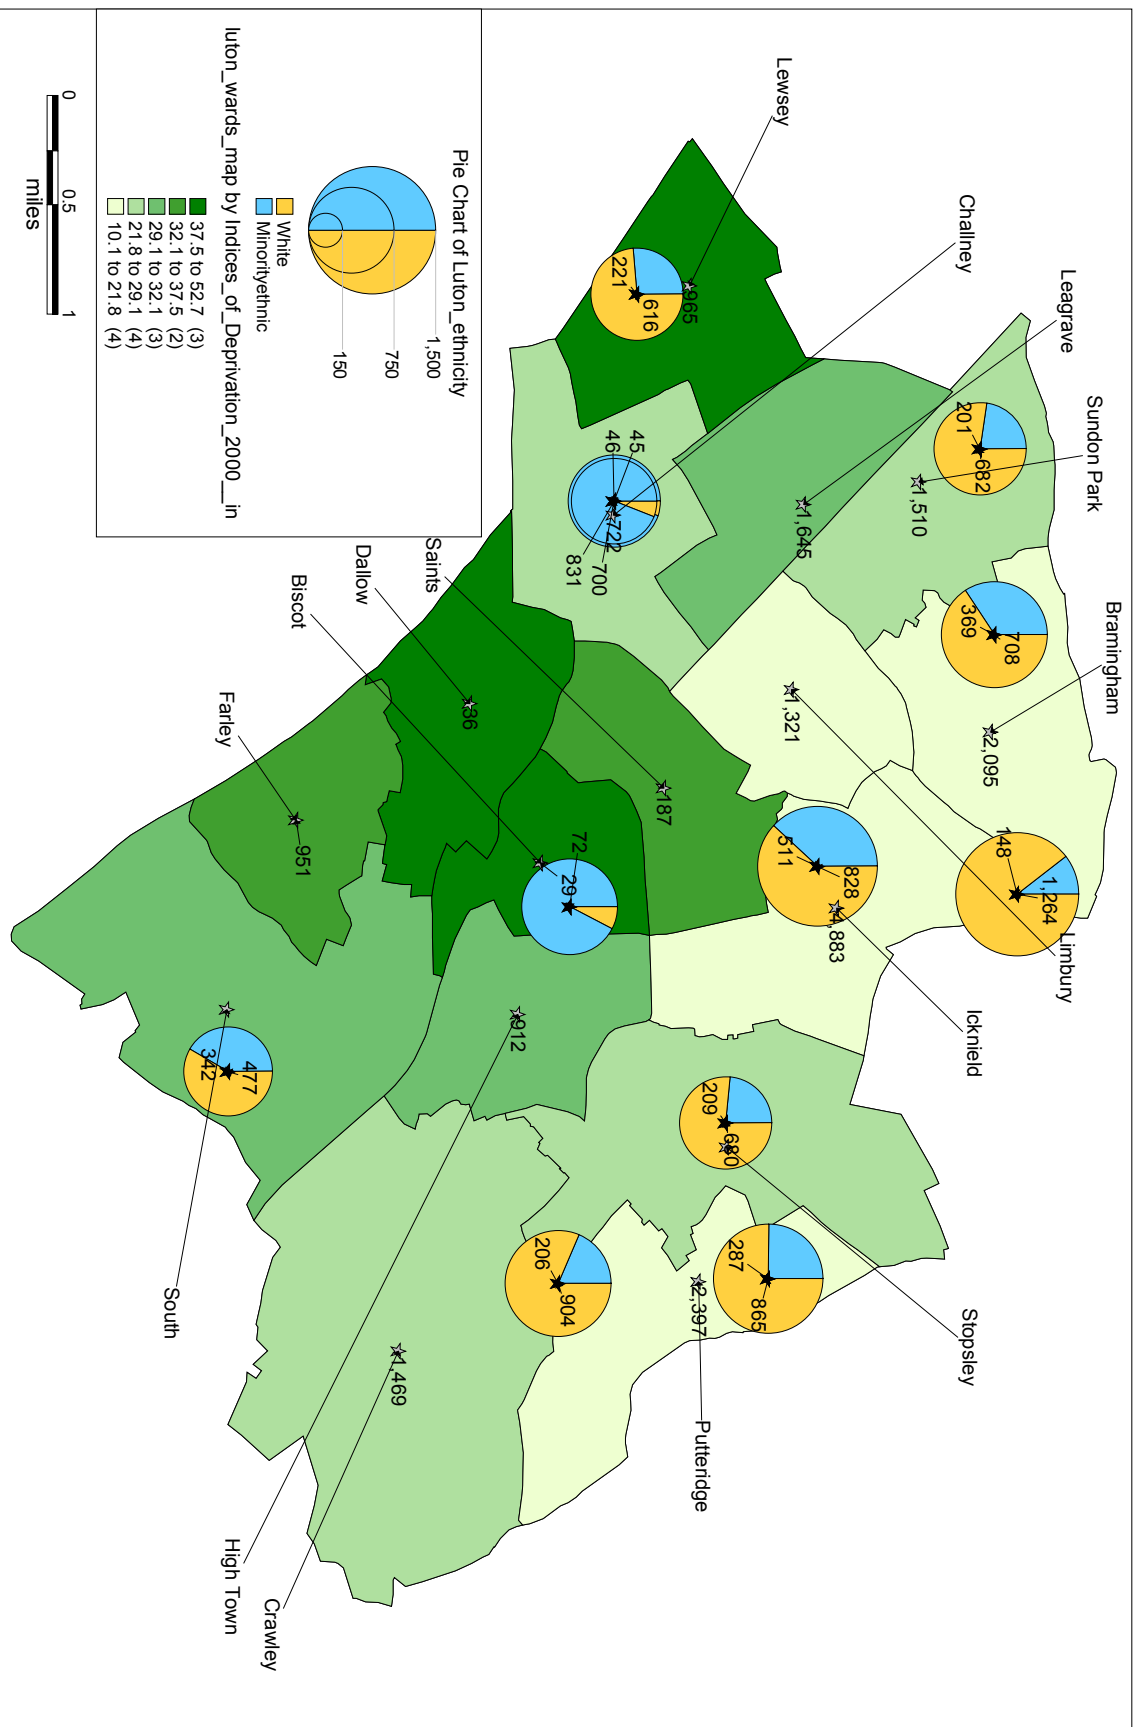 Lewsey
Challney
Leagrave
Sundon Park
Bramingham
Limbury
Icknield
Stopsley
Putteridge
Crawley
High Town
South
Farley
Biscot
Dallow
Saints
965
221
616
201
682
1,510
1,645
369
708
2,095
1,321
148
1,264
511
828
4,883
45
46
722
700
831
187
36
72
29
951
912
342
477
209
680
287
865
2,397
206
904
1,469
Pie Chart of Luton_ethnicity
1,500
750
150
White
Minorityethnic
luton_wards_map by Indices_of_Deprivation_2000__in
37.5 to 52.7 (3)
32.1 to 37.5 (2)
29.1 to 32.1 (3)
21.8 to 29.1 (4)
10.1 to 21.8 (4)
0 0.5 1
miles